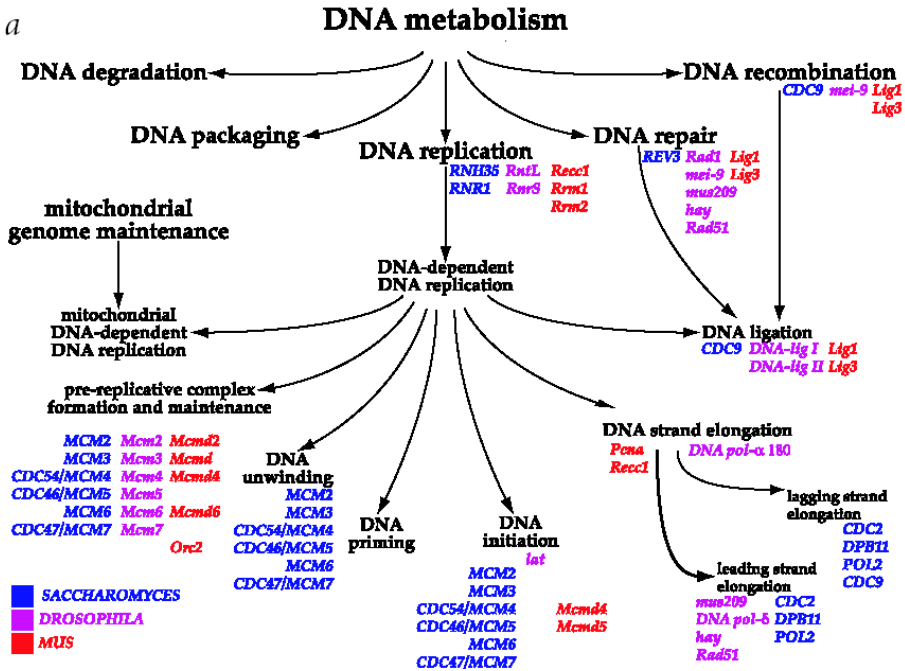 a
DNA metabolism
DNA degradation
DNA recombination
CDC9 mei-9 Lig1
Lig3
DNA packaging
DNA repair
REV3 Rad1 Lig1
mei-9 Lig3
mus209
hay
Rad51
DNA replication
RNH35 RntL Recc1
RNR1 Rnr9 Rrm1
Rrm2
mitochondrial
genome maintenance
DNA-dependent
DNA replication
mitochondrial
DNA-dependent
DNA replication
DNA ligation
CDC9 DNA-lig I Lig1
DNA-lig II Lig3
pre-replicative complex
formation and maintenance
MCM2 Mcm2 Mcmd2
MCM3 Mcm3 Mcmd
CDC54/MCM4 Mcm4 Mcmd4
CDC46/MCM5 Mcm5
MCM6 Mcm6 Mcmd6
CDC47/MCM7 Mcm7
Orc2
DNA
unwinding
MCM2
MCM3
CDC54/MCM4
CDC46/MCM5
MCM6
CDC47/MCM7
DNA
priming
DNA
initiation
lat
MCM2
MCM3
CDC54/MCM4 Mcmd4
CDC46/MCM5 Mcmd5
MCM6
CDC47/MCM7
DNA strand elongation
Pcna DNA pol-α 180
Recc1
lagging strand
elongation
CDC2
DPB11
POL2
CDC9
leading strand
elongation
mus209 CDC2
DNA pol-δ DPB11
hay POL2
Rad51
SACCHAROMYCES
DROSOPHILA
MUS